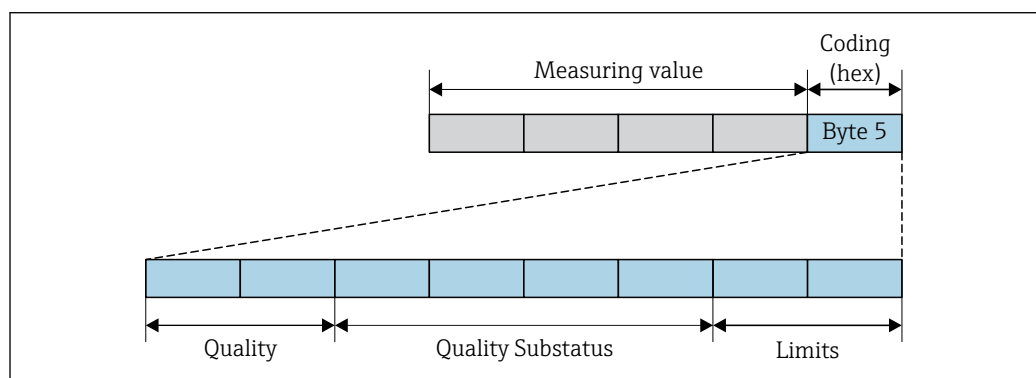 Coding
(hex)
Measuring value
Byte 5
Quality
Quality Substatus
Limits